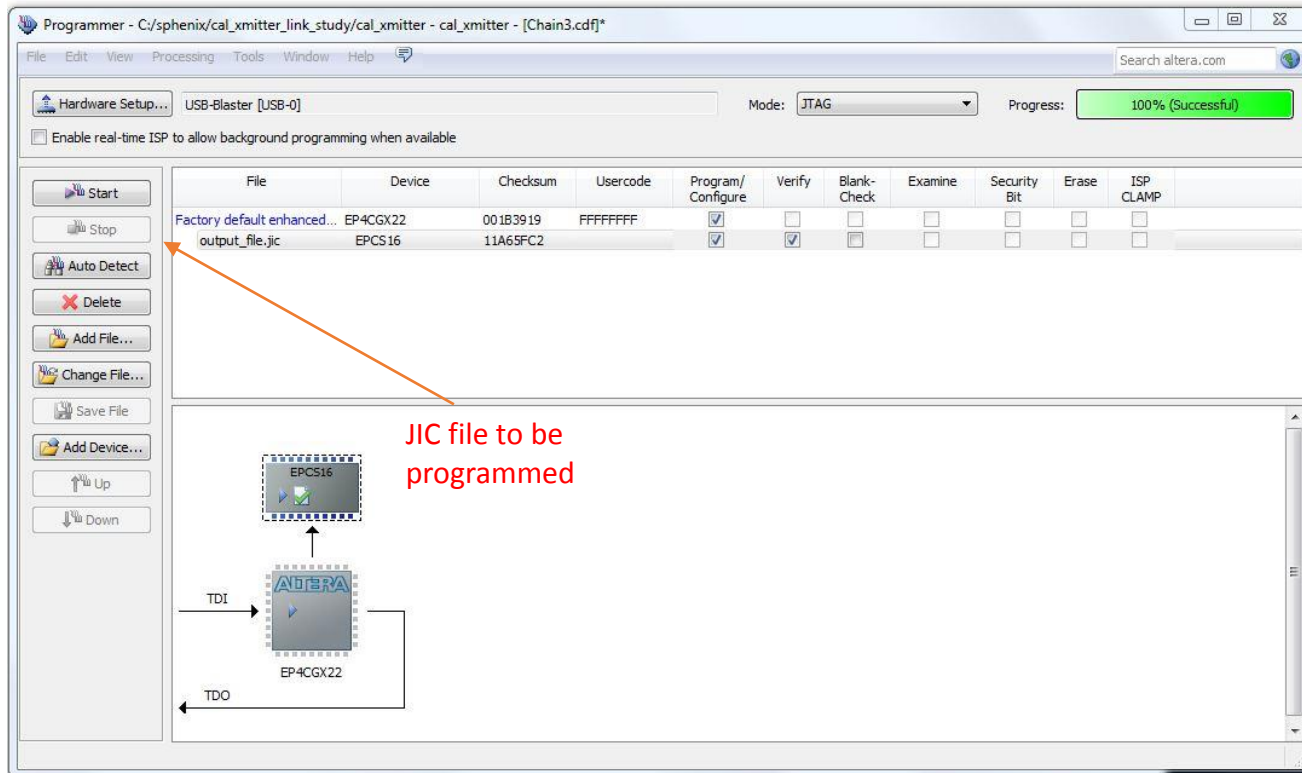 Programmer - C:/sphenix/cal_xmitter_link_study/cal_xmitter - cal_xmitter - [Chain3.cdf]*
File Edit View Processing Tools Window Help
Search altera.com
Hardware Setup... USB-Blaster [USB-0] Mode: JTAG Progress: 100% (Successful)
Enable real-time ISP to allow background programming when available
Start
Stop
Auto Detect
Delete
Add File...
Change File...
Save File
Add Device...
Up
Down
File Device Checksum Usercode Program/ Verify Blank- Examine Security Erase ISP
Configure Check Bit CLAMP
Factory default enhanced... EP4CGX22 001B3919 FFFFFFFF
output_file.jic EPCS16 11A65FC2
JIC file to be
programmed
EPCS16
ALTERA
TDI
EP4CGX22
TDO